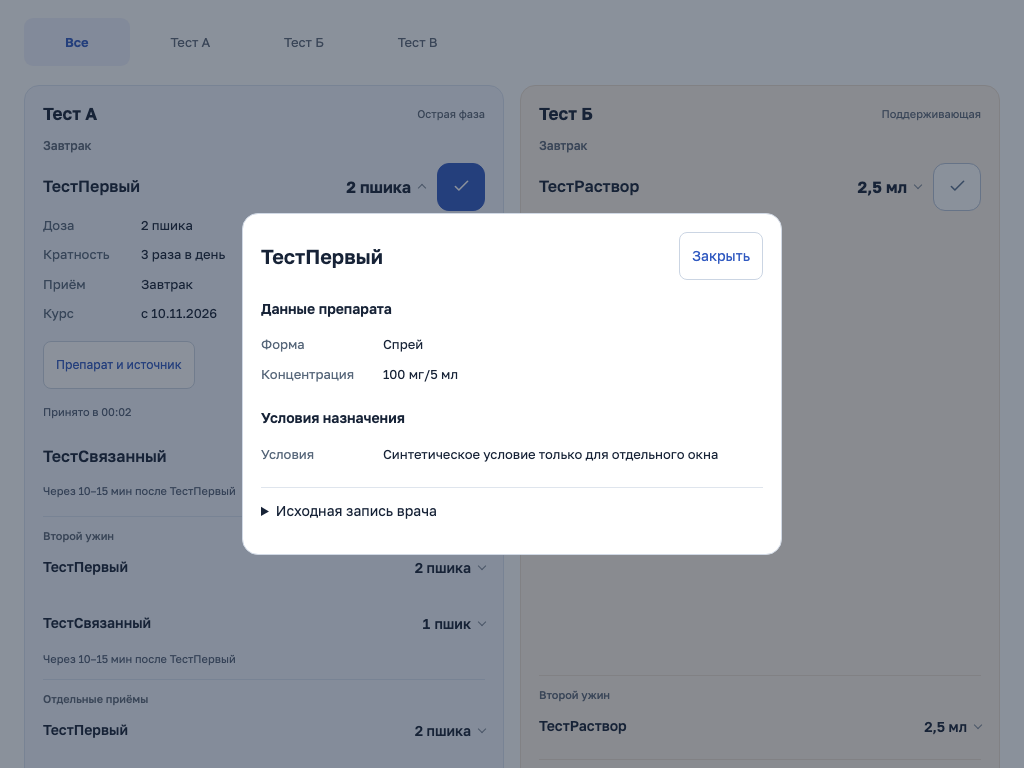 Все
Тест А
Тест Б
Тест В
Тест А
Острая фаза
Завтрак
ТестПервый
2 пшика
Доза
2 пшика
Кратность
3 раза в день
Приём
Завтрак
Курс
с 10.11.2026
Препарат и источник
Принято в 00:02
ТестСвязанный
Через 10–15 мин после ТестПервый
Второй ужин
ТестПервый
2 пшика
ТестСвязанный
1 пшик
Через 10–15 мин после ТестПервый
Отдельные приёмы
ТестПервый
2 пшика
Тест Б
Поддерживающая
Завтрак
ТестРаствор
2,5 мл
Второй ужин
ТестРаствор
2,5 мл
ТестПервый
Закрыть
Данные препарата
Форма
Спрей
Концентрация
100 мг/5 мл
Условия назначения
Условия
Синтетическое условие только для отдельного окна
Исходная запись врача